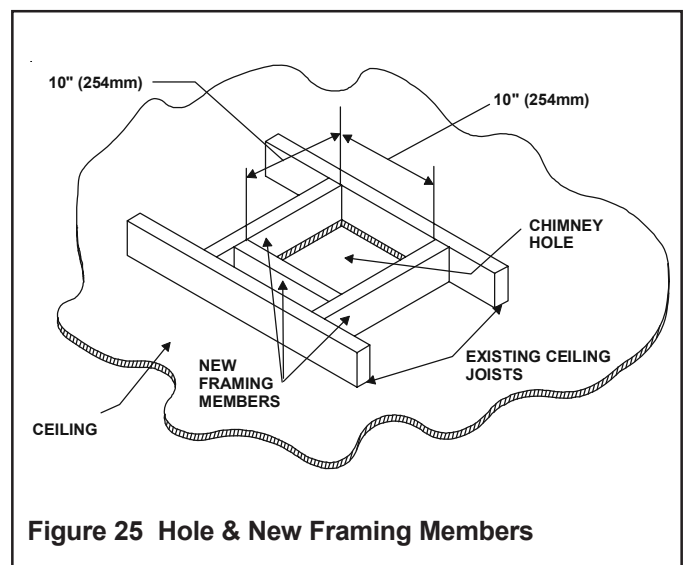 10" (254mm)
10" (254mm)
CHIMNEY
HOLE
EXISTING CEILING
JOISTS
NEW
FRAMING
MEMBERS
CEILING
Figure 25 Hole & New Framing Members